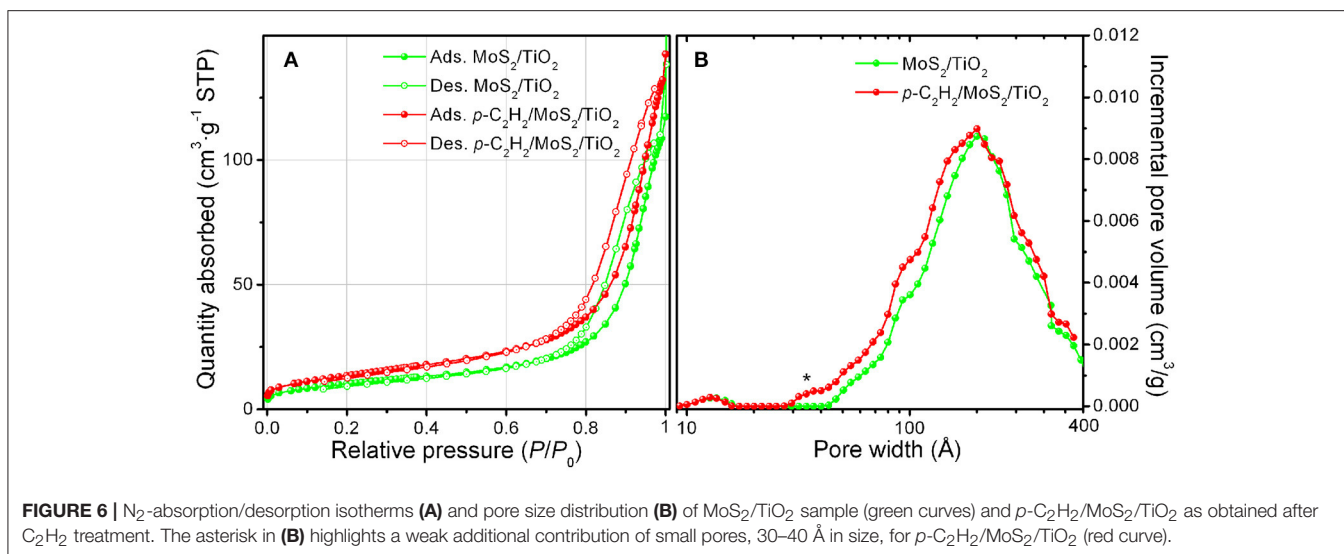 A
Ads. MoS₂/TiO₂
Des. MoS₂/TiO₂
Ads. p-C₂H₂/MoS₂/TiO₂
Des. p-C₂H₂/MoS₂/TiO₂
Quantity absorbed (cm³·g⁻¹ STP)
100
50
0
0.0 0.2 0.4 0.6 0.8 1
Relative pressure (P/P₀)
B
MoS₂/TiO₂
p-C₂H₂/MoS₂/TiO₂
*
0.012
0.010
0.008
0.006
0.004
0.002
0.000
Incremental pore volume (cm³/g)
10 100 400
Pore width (Å)
FIGURE 6 | N₂-absorption/desorption isotherms (A) and pore size distribution (B) of MoS₂/TiO₂ sample (green curves) and p-C₂H₂/MoS₂/TiO₂ as obtained after
C₂H₂ treatment. The asterisk in (B) highlights a weak additional contribution of small pores, 30–40 Å in size, for p-C₂H₂/MoS₂/TiO₂ (red curve).